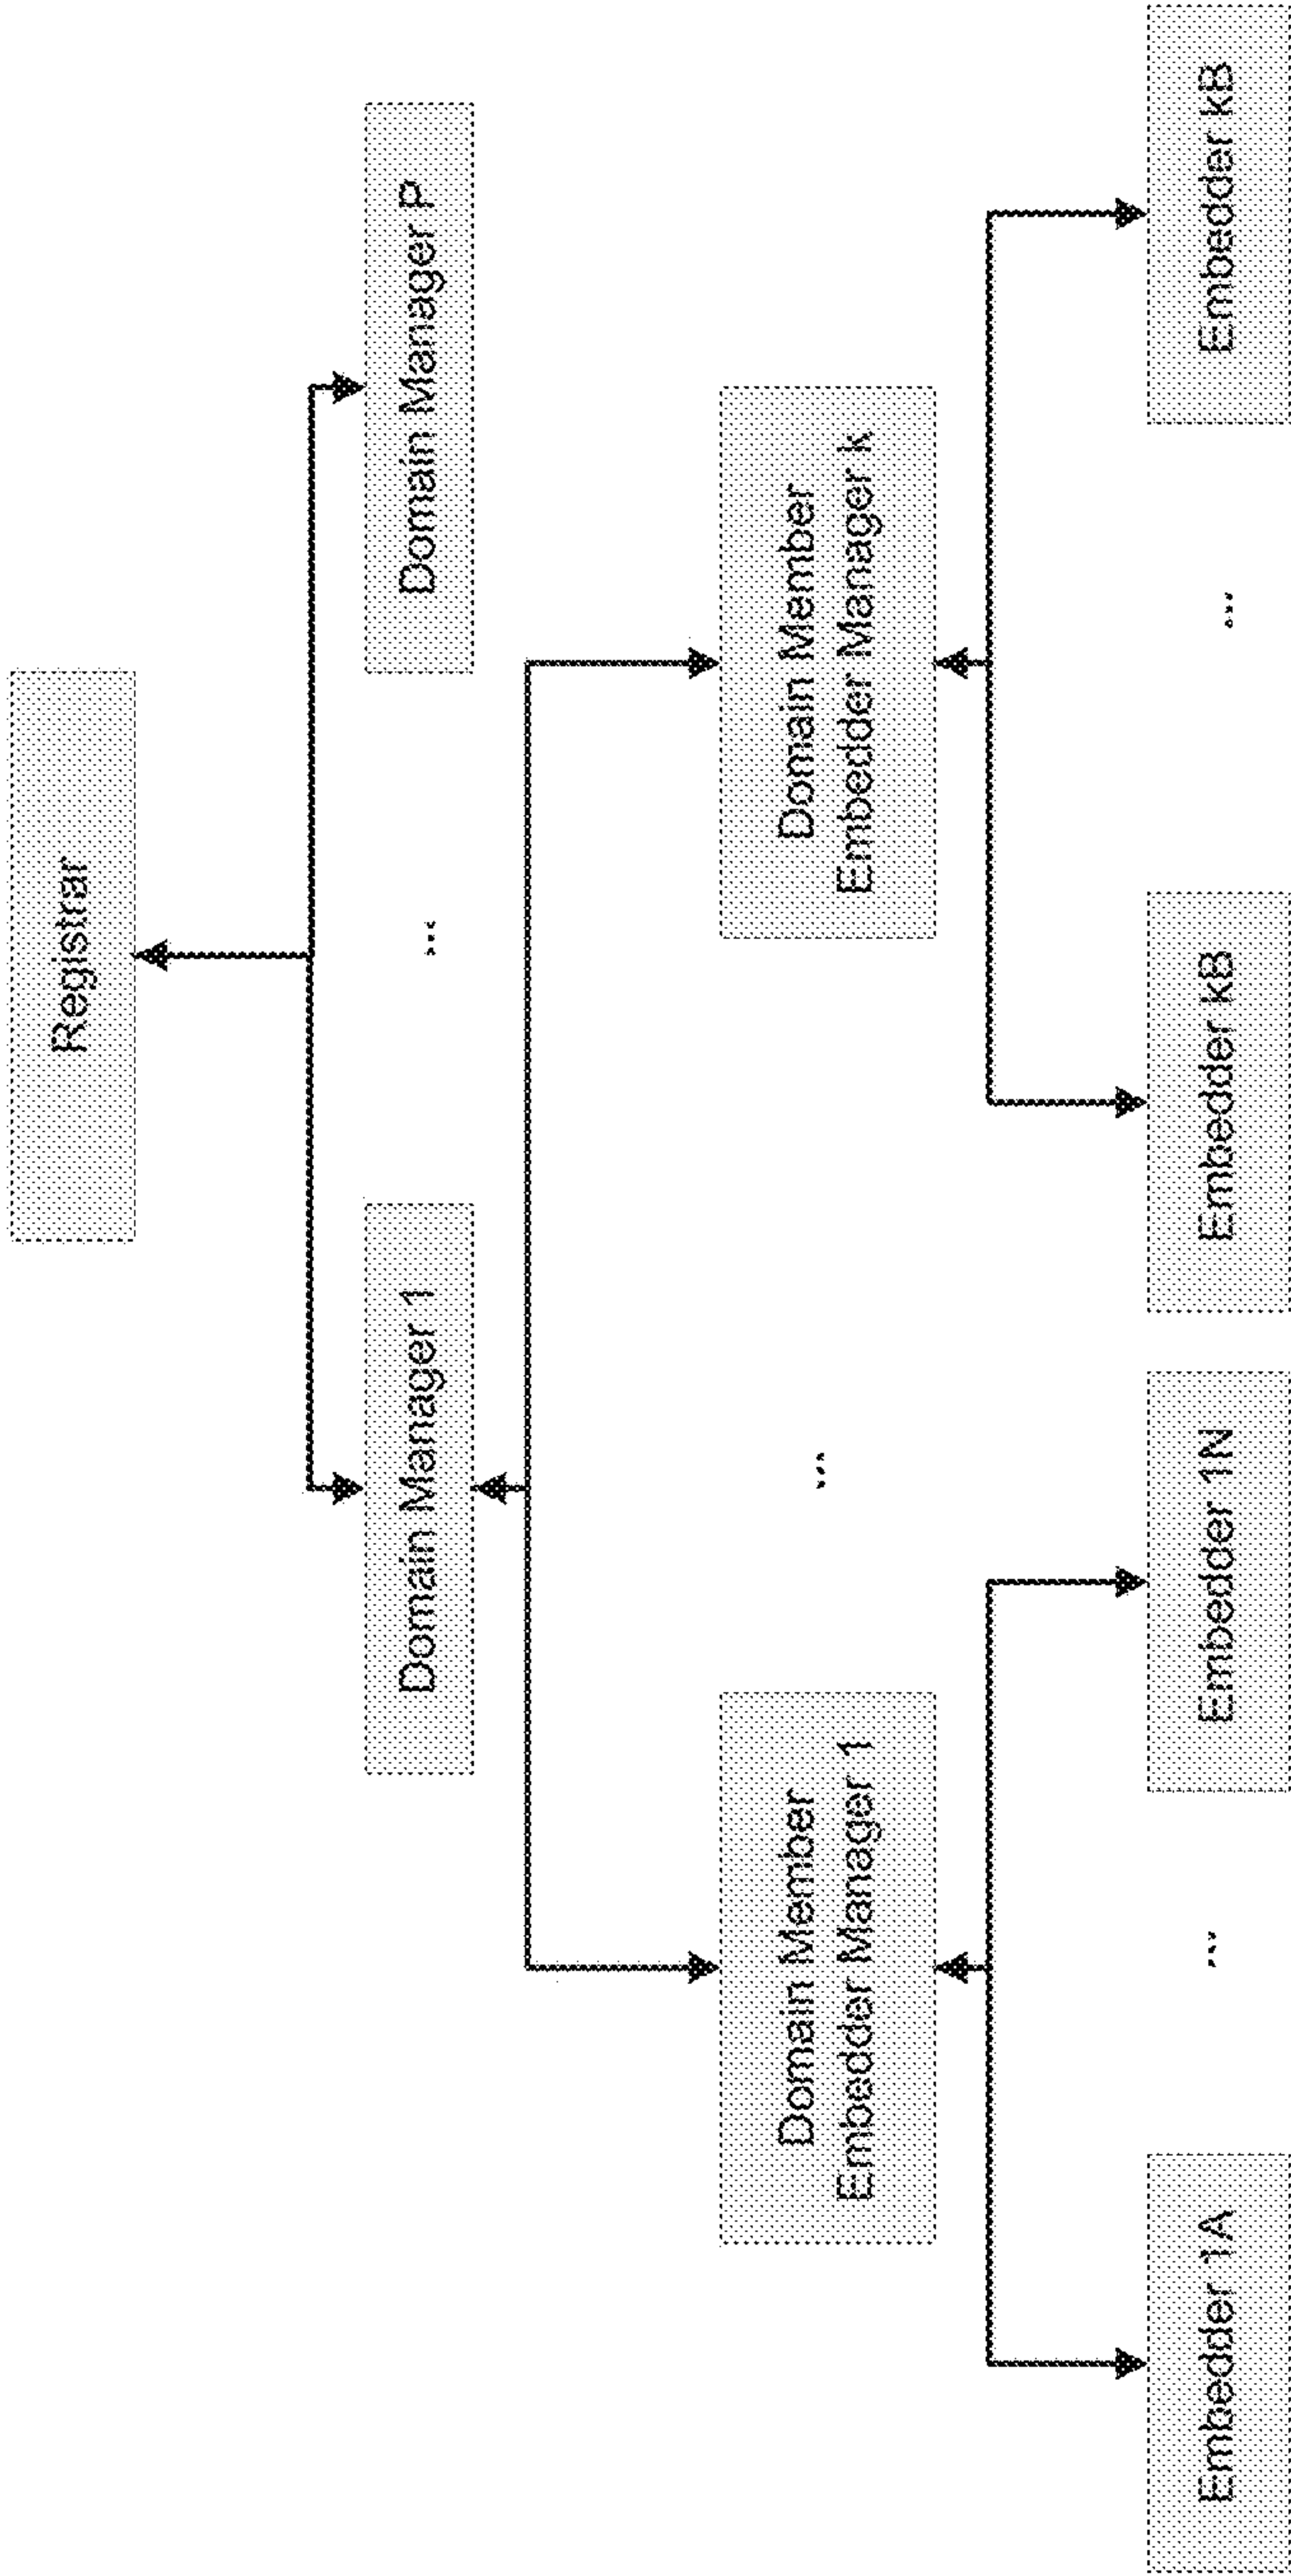 Registrar
Domain Manager 1
...
Domain Manager P
Domain Member
Embedder Manager 1
...
Domain Member
Embedder Manager k
Embedder 1A
...
Embedder 1N
Embedder kB
...
Embedder kB